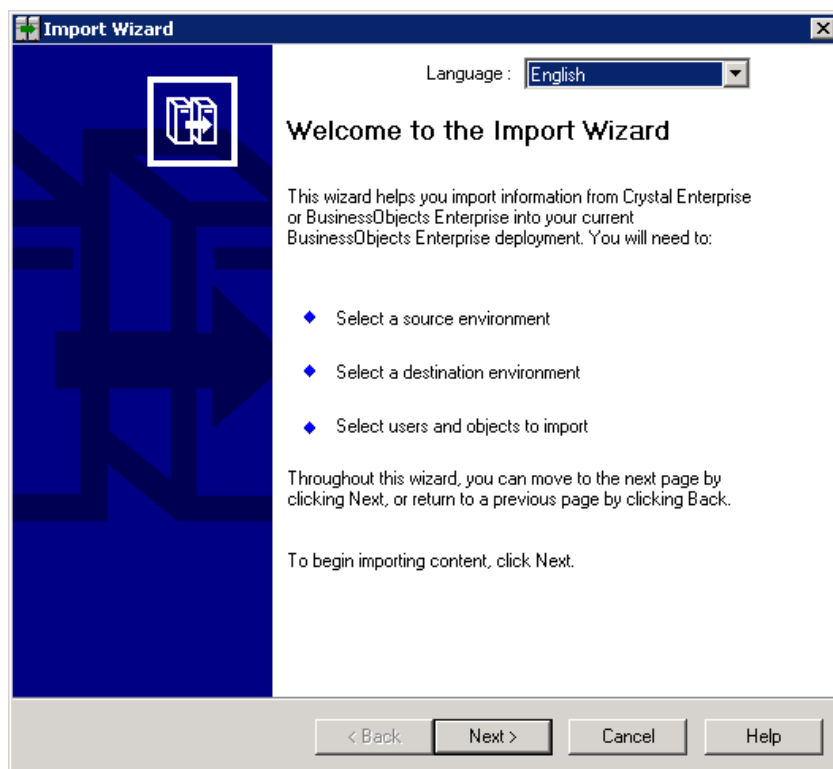 Import Wizard
Language : English
Welcome to the Import Wizard
This wizard helps you import information from Crystal Enterprise
or BusinessObjects Enterprise into your current
BusinessObjects Enterprise deployment. You will need to:
Select a source environment
Select a destination environment
Select users and objects to import
Throughout this wizard, you can move to the next page by
clicking Next, or return to a previous page by clicking Back.
To begin importing content, click Next.
< Back Next > Cancel Help